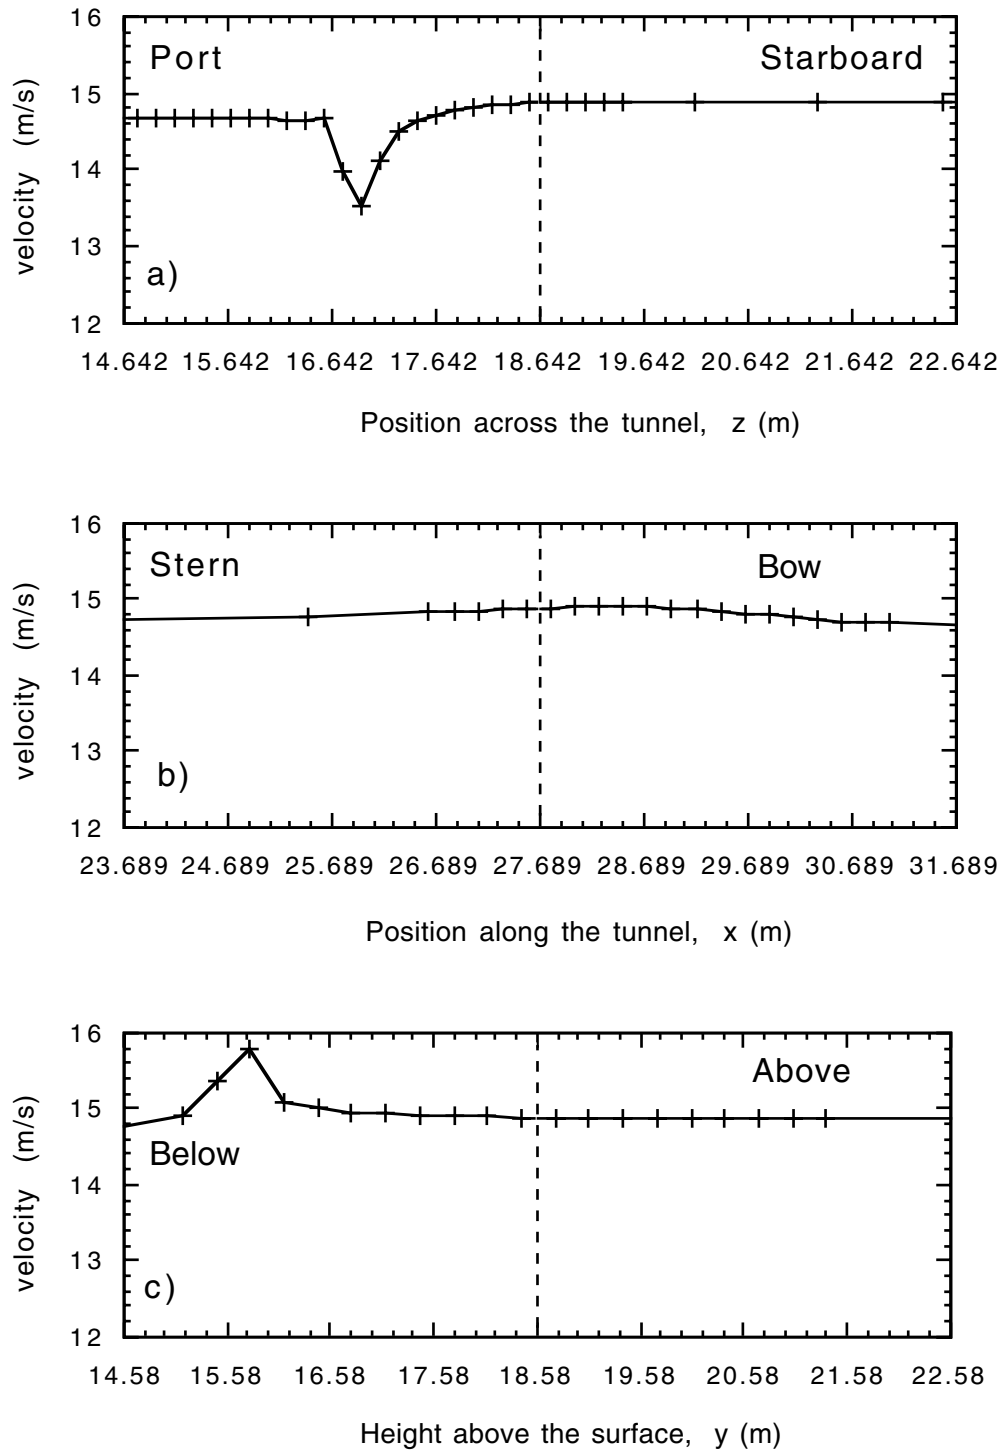 16
Port
Starboard
15
14
13
a)
12
velocity (m/s)
14.642 15.642 16.642 17.642 18.642 19.642 20.642 21.642 22.642
Position across the tunnel, z (m)
16
Stern
Bow
15
14
13
b)
12
velocity (m/s)
23.689 24.689 25.689 26.689 27.689 28.689 29.689 30.689 31.689
Position along the tunnel, x (m)
16
Above
15
Below
14
13
c)
12
velocity (m/s)
14.58 15.58 16.58 17.58 18.58 19.58 20.58 21.58 22.58
Height above the surface, y (m)